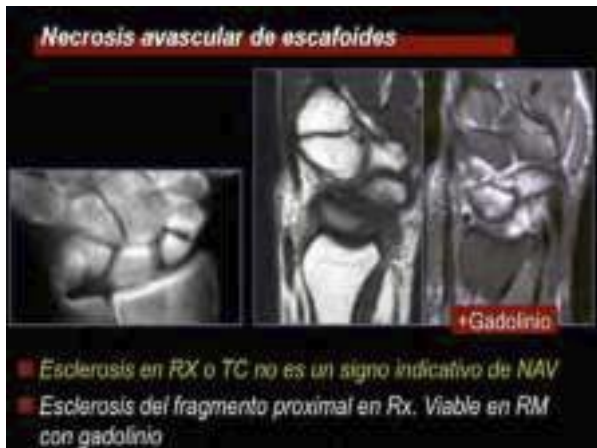 Necrosis avascular de escafoides
+Gadolinio
Esclerosis en RX o TC no es un signo indicativo de NAV
Esclerosis del fragmento proximal en Rx. Viable en RM
con gadolinio